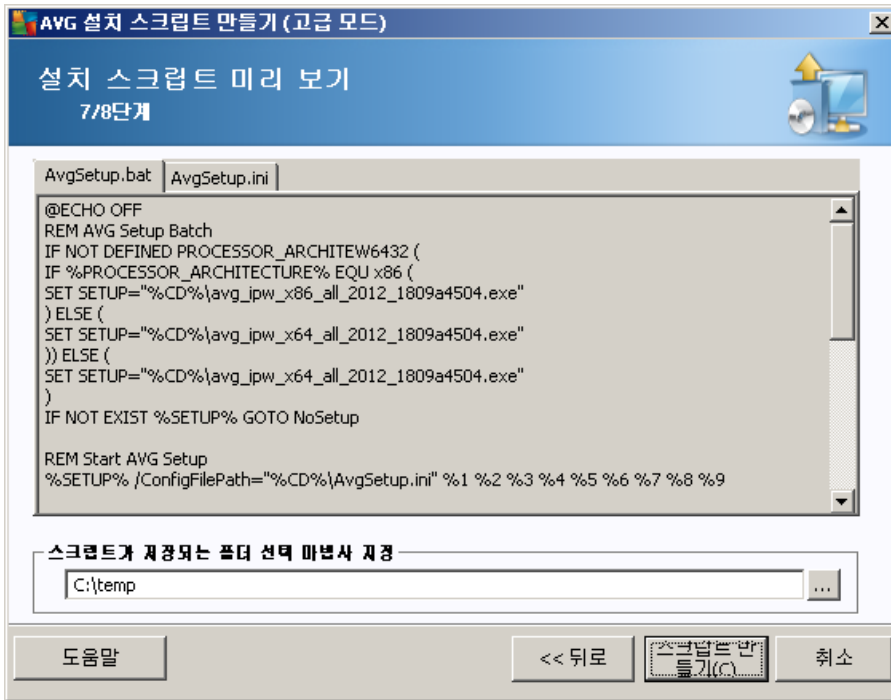 AVG 설치 스크립트 만들기 (고급 모드)
설치 스크립트 미리 보기
7/8단계
AvgSetup.bat
AvgSetup.ini
@ECHO OFF
REM AVG Setup Batch
IF NOT DEFINED PROCESSOR_ARCHITEW6432 (
IF %PROCESSOR_ARCHITECTURE% EQU x86 (
SET SETUP="%CD%\avg_ipw_x86_all_2012_1809a4504.exe"
) ELSE (
SET SETUP="%CD%\avg_ipw_x64_all_2012_1809a4504.exe"
)) ELSE (
SET SETUP="%CD%\avg_ipw_x64_all_2012_1809a4504.exe"
)
IF NOT EXIST %SETUP% GOTO NoSetup
REM Start AVG Setup
%SETUP% /ConfigFilePath="%CD%\AvgSetup.ini" %1 %2 %3 %4 %5 %6 %7 %8 %9
스크립트가 저장되는 폴더 선택 마법사 지정
C:\temp
...
도움말
<< 뒤로
스크립트 만
들기(C)
취소